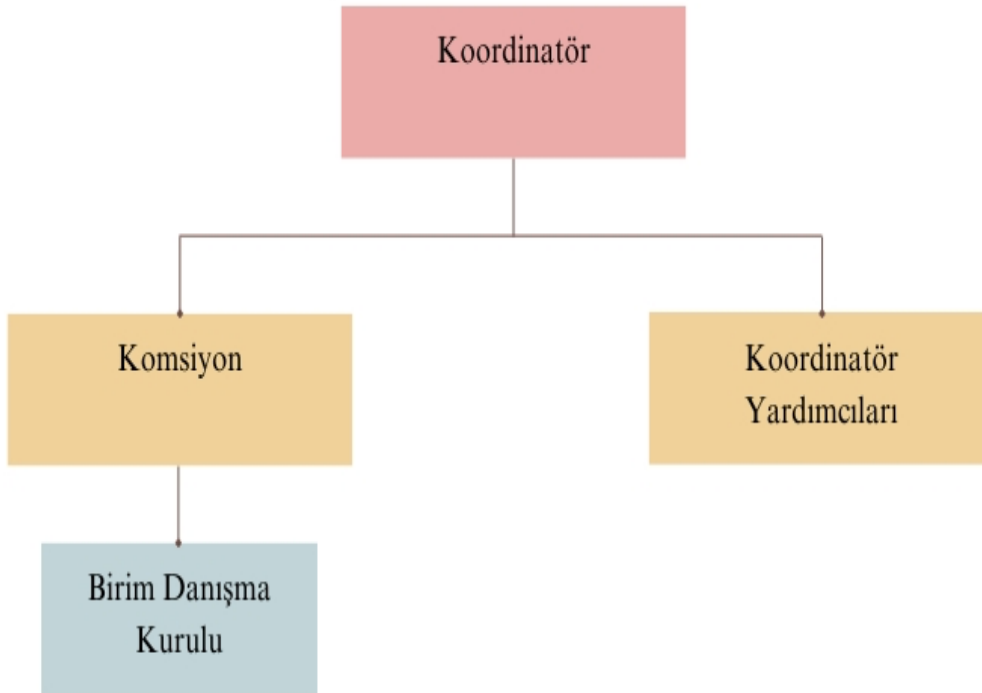 Koordinatör
Komsiyon
Koordinatör
Yardımcıları
Birim Danışma
Kurulu